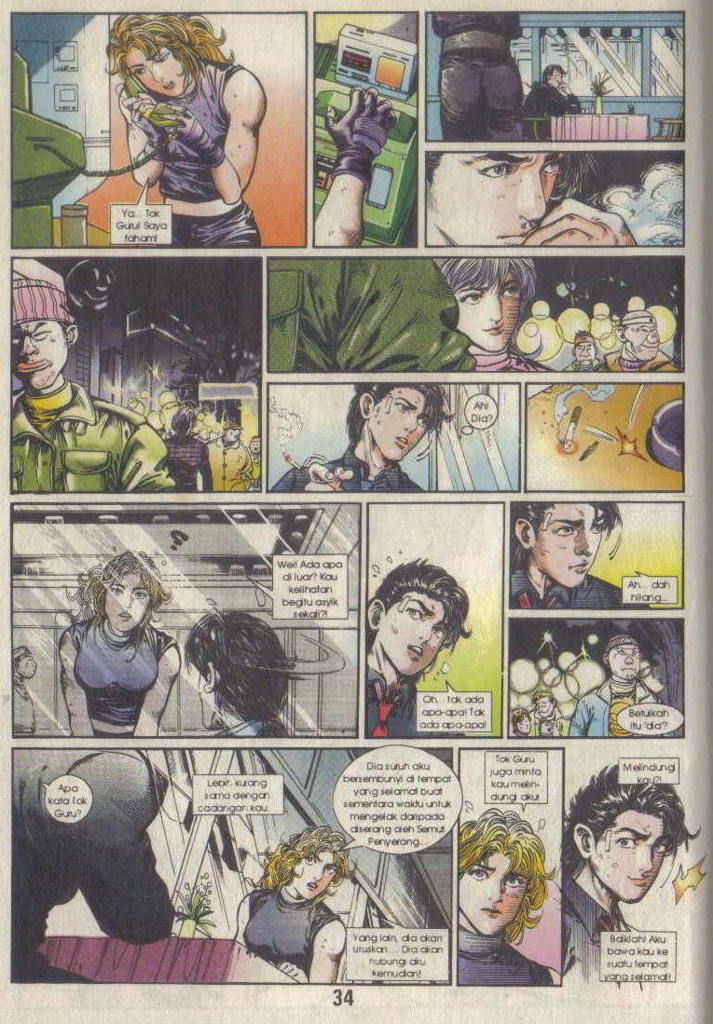 Ya... Tok
Guru! Saya
faham!
Ah!
Dia?
Wei! Ada apa
di luar? Kau
kelihatan
begitu asyik
sekali?!
Oh... tak ada
apa-apa! Tak
ada apa-apa!
Ah... dah
hilang...
Betulkah
itu 'dia'?
Apa
kata Tok
Guru?
Lebih kurang
sama dengan
cadangan kau.
Dia suruh aku
bersembunyi di tempat
yang selamat buat
sementara waktu untuk
mengelak daripada
diserang oleh Semut
Penyerang.
Yang lain, dia akan
uruskan... Dia akan
hubungi aku
kemudian!
Tok Guru
juga minta
kau melin-
dungi aku!
Melindungi
kau?!
Baiklah! Aku
bawa kau ke
suatu tempat
yang selamat!
34